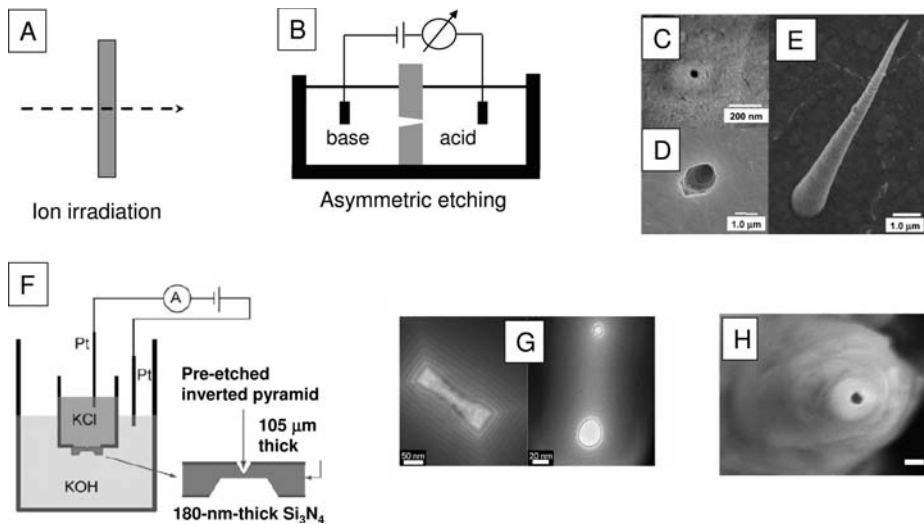 A
Ion irradiation
B
base
acid
Asymmetric etching
C
200 nm
D
1.0 μm
E
1.0 μm
F
A
Pt
Pt
KCl
KOH
Pre-etched
inverted pyramid
105 μm
thick
180-nm-thick Si₃N₄
G
50 nm
20 nm
H